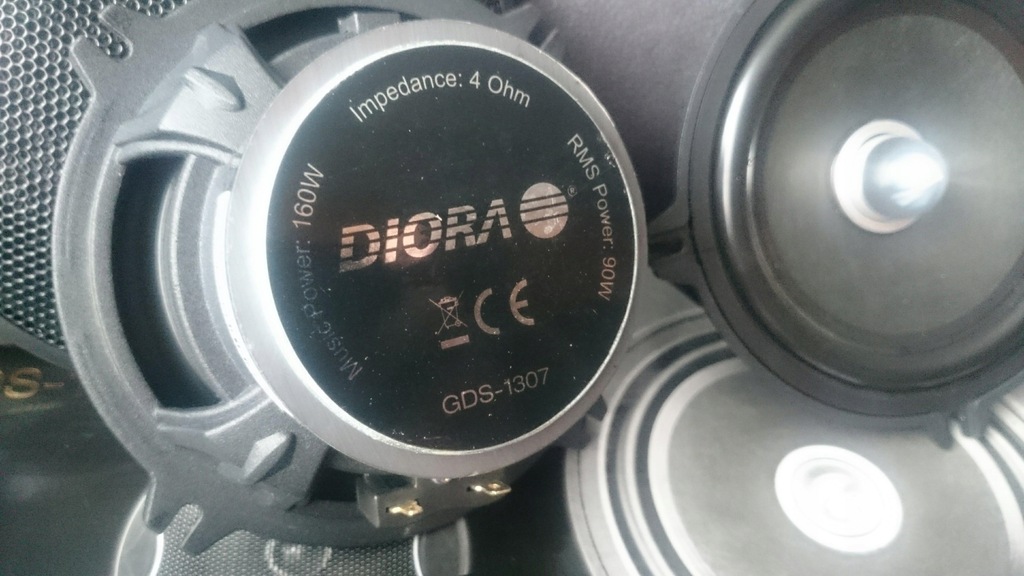 Impedance: 4 Ohm
Music Power: 160W
RMS Power: 90W
DIORA ®
CE
GDS-1307